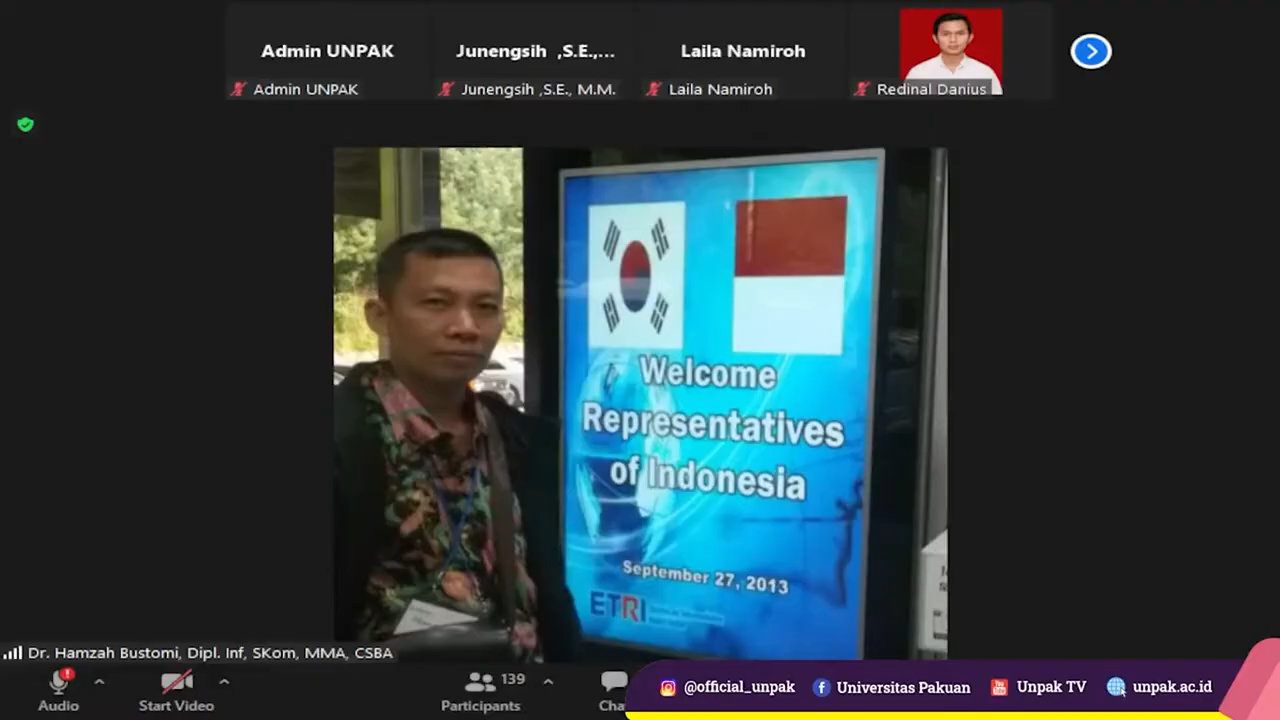 Admin UNPAK
Junengsih ,S.E.,...
Laila Namiroh
Admin UNPAK
Junengsih ,S.E., M.M.
Laila Namiroh
Redinal Danius
Welcome
Representatives
of Indonesia
September 27, 2013
ETRI
Dr. Hamzah Bustomi, Dipl. Inf, SKom, MMA, CSBA
139
Audio
Start Video
Participants
@official_unpak
Universitas Pakuan
Unpak TV
unpak.ac.id